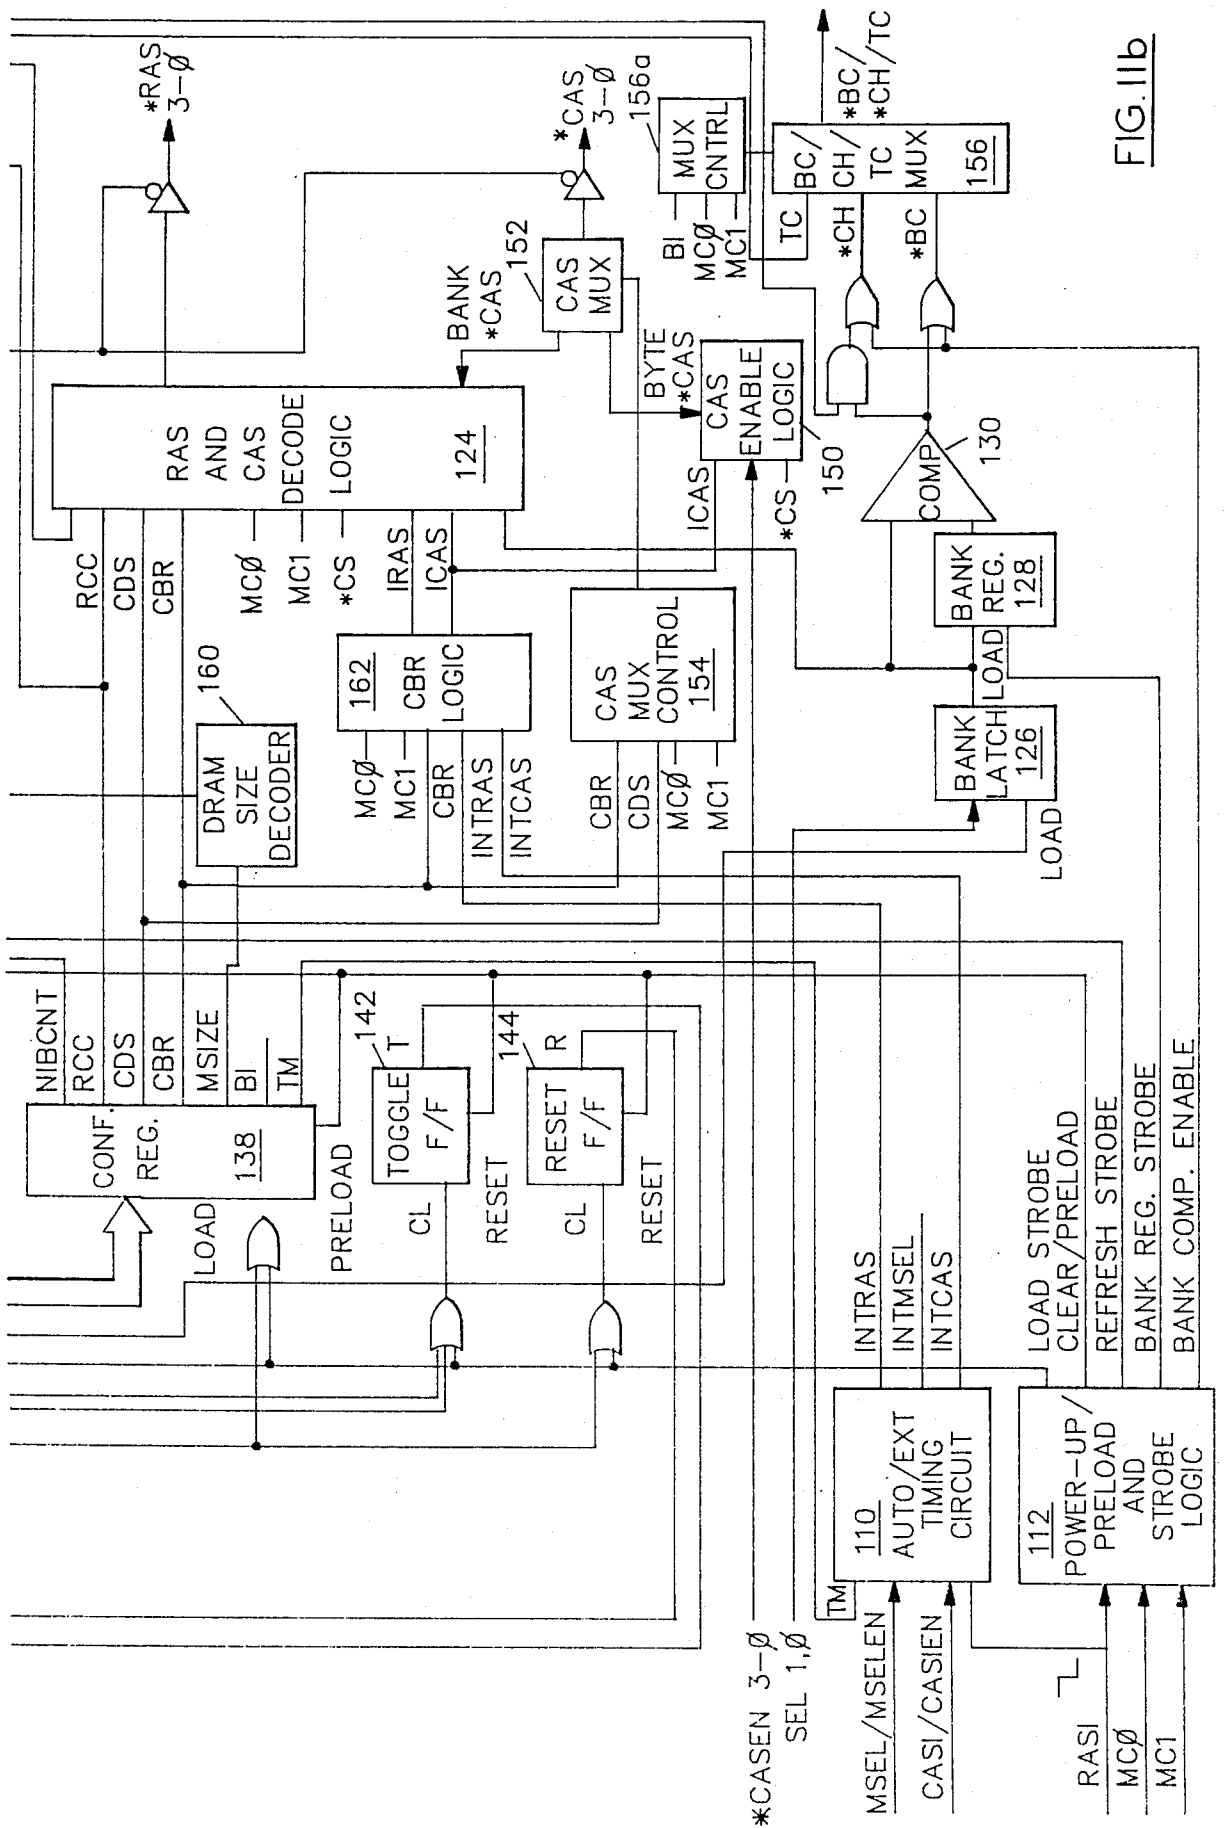 *RAS
3-Ø
*CAS
3-Ø
156a
MUX
CNTRL
BI
MCØ
MC1
*BC/
*CH/TC
BC/
CH/
TC
MUX
156
TC
*CH
*BC
FIG.11b
BANK
*CAS
152
CAS
MUX
BYTE
*CAS
RAS
AND
CAS
DECODE
LOGIC
124
CAS
ENABLE
LOGIC
150
ICAS
*CS
COMP
130
RCC
CDS
CBR
MCØ
MC1
*CS
IRAS
ICAS
160
DRAM
SIZE
DECODER
162
CBR
LOGIC
MCØ
MC1
CBR
INTRAS
INTCAS
CAS
MUX
CONTROL
154
CBR
CDS
MCØ
MC1
BANK
REG.
128
LOAD
BANK
LATCH
126
LOAD
NIBCNT
RCC
CDS
CBR
MSIZE
BI
TM
CONF.
REG.
138
LOAD
PRELOAD
142
T
TOGGLE
F/F
CL
RESET
144
R
RESET
F/F
CL
RESET
INTRAS
INTMSEL
INTCAS
110
AUTO/EXT
TIMING
CIRCUIT
TM
LOAD STROBE
CLEAR/PRELOAD
REFRESH STROBE
BANK REG. STROBE
BANK COMP. ENABLE
112
POWER-UP/
PRELOAD
AND
STROBE
LOGIC
*CASEN 3-Ø
SEL 1,Ø
MSEL/MSELEN
CASI/CASIEN
RASI
MCØ
MC1